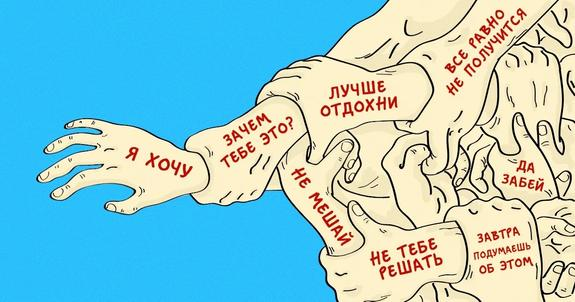 Я ХОЧУ
ЗАЧЕМ
ТЕБЕ ЭТО?
ЛУЧШЕ
ОТДОХНИ
ВСЕ РАВНО
НЕ ПОЛУЧИТСЯ
НЕ МЕШАЙ
ДА
ЗАБЕЙ
НЕ ТЕБЕ
РЕШАТЬ
ЗАВТРА
ПОДУМАЕШЬ
ОБ ЭТОМ